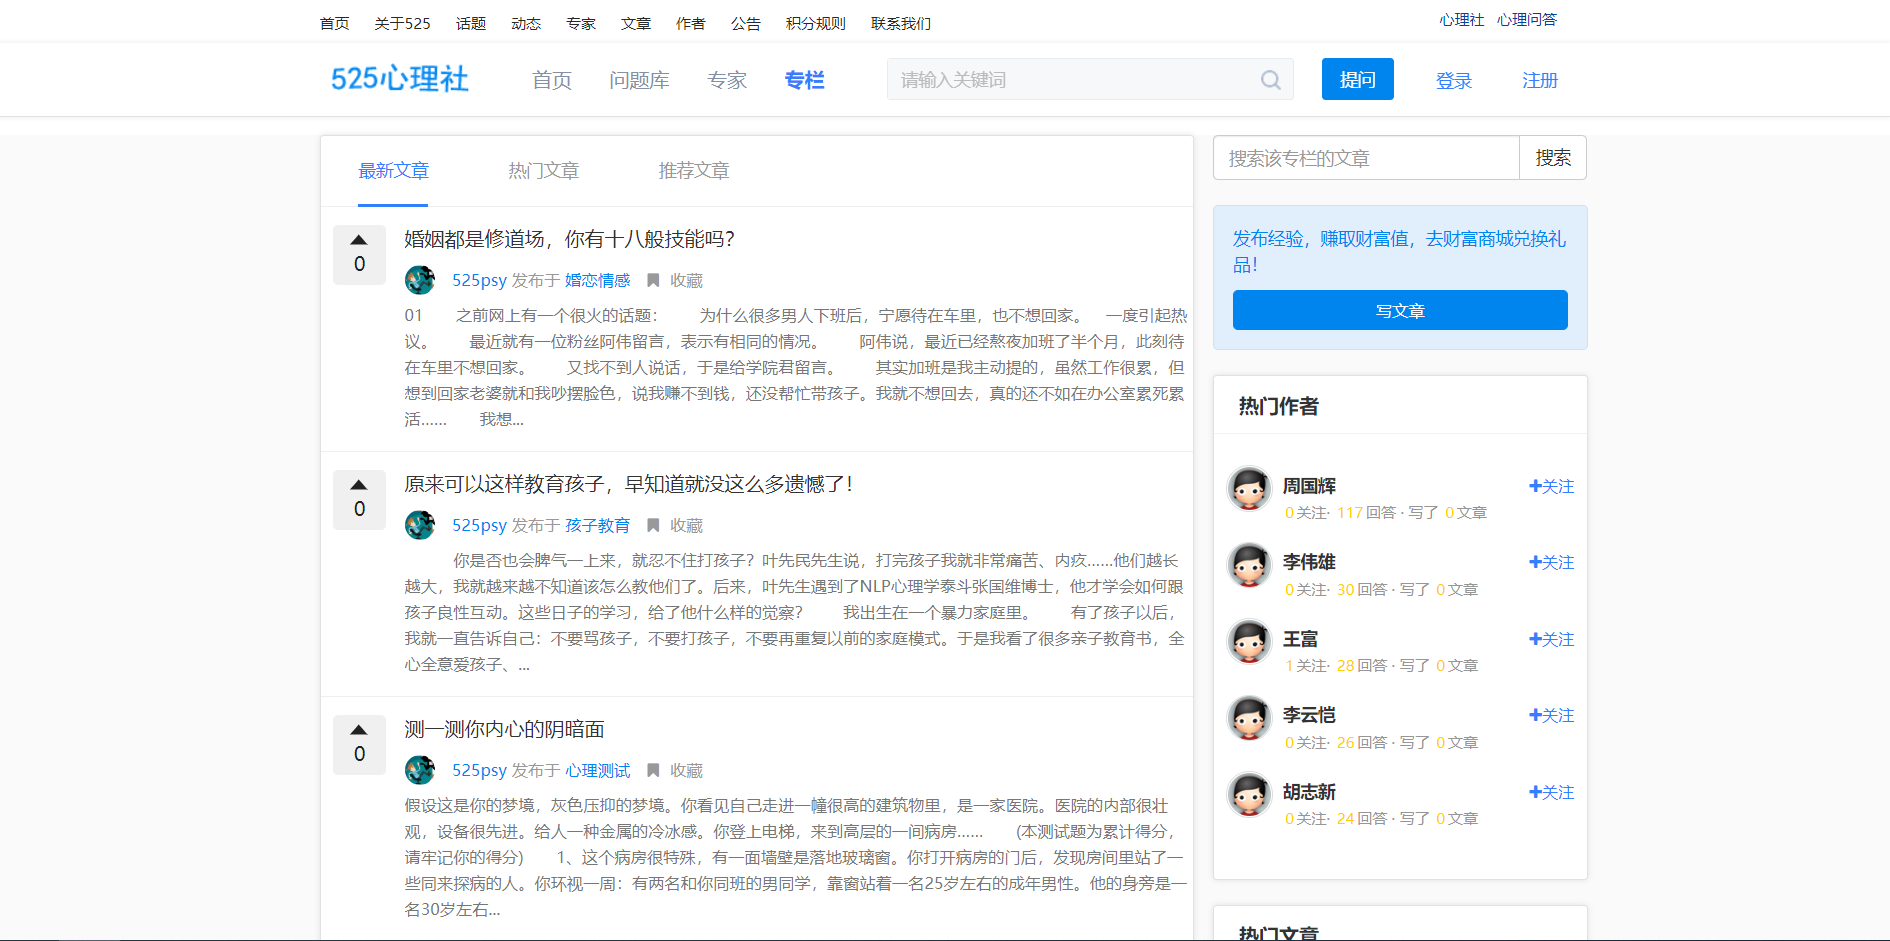 首页 关于525 话题 动态 专家 文章 作者 公告 积分规则 联系我们 心理社 心理问答
525心理社 首页 问题库 专家 专栏 请输入关键词 提问 登录 注册
最新文章 热门文章 推荐文章
0
婚姻都是修道场，你有十八般技能吗？
525psy 发布于 婚恋情感 收藏
01 之前网上有一个很火的话题： 为什么很多男人下班后，宁愿待在车里，也不想回家。 一度引起热
议。 最近就有一位粉丝阿伟留言，表示有相同的情况。 阿伟说，最近已经熬夜加班了半个月，此刻待
在车里不想回家。 又找不到人说话，于是给学院君留言。 其实加班是我主动提的，虽然工作很累，但
想到回家老婆就和我吵摆脸色，说我赚不到钱，还没帮忙带孩子。我就不想回去，真的还不如在办公室累死累
活...... 我想...
0
原来可以这样教育孩子，早知道就没这么多遗憾了！
525psy 发布于 孩子教育 收藏
你是否也会脾气一上来，就忍不住打孩子？叶先民先生说，打完孩子我就非常痛苦、内疚......他们越长
越大，我就越来越不知道该怎么教他们了。后来，叶先生遇到了NLP心理学泰斗张国维博士，他才学会如何跟
孩子良性互动。这些日子的学习，给了他什么样的觉察？ 我出生在一个暴力家庭里。 有了孩子以后，
我就一直告诉自己：不要骂孩子，不要打孩子，不要再重复以前的家庭模式。于是我看了很多亲子教育书，全
心全意爱孩子、...
0
测一测你内心的阴暗面
525psy 发布于 心理测试 收藏
假设这是你的梦境，灰色压抑的梦境。你看见自己走进一幢很高的建筑物里，是一家医院。医院的内部很壮
观，设备很先进。给人一种金属的冷冰感。你登上电梯，来到高层的一间病房...... (本测试题为累计得分，
请牢记你的得分) 1、这个病房很特殊，有一面墙壁是落地玻璃窗。你打开病房的门后，发现房间里站了一
些同来探病的人。你环视一周：有两名和你同班的男同学，靠窗站着一名25岁左右的成年男性。他的身旁是一
名30岁左右...
搜索该专栏的文章 搜索
发布经验，赚取财富值，去财富商城兑换礼
品！
写文章
热门作者
周国辉 关注
0关注· 117回答 · 写了 0文章
李伟雄 关注
0关注· 30回答 · 写了 0文章
王富 关注
1关注· 28回答 · 写了 0文章
李云恺 关注
0关注· 26回答 · 写了 0文章
胡志新 关注
0关注· 24回答 · 写了 0文章
热门文章